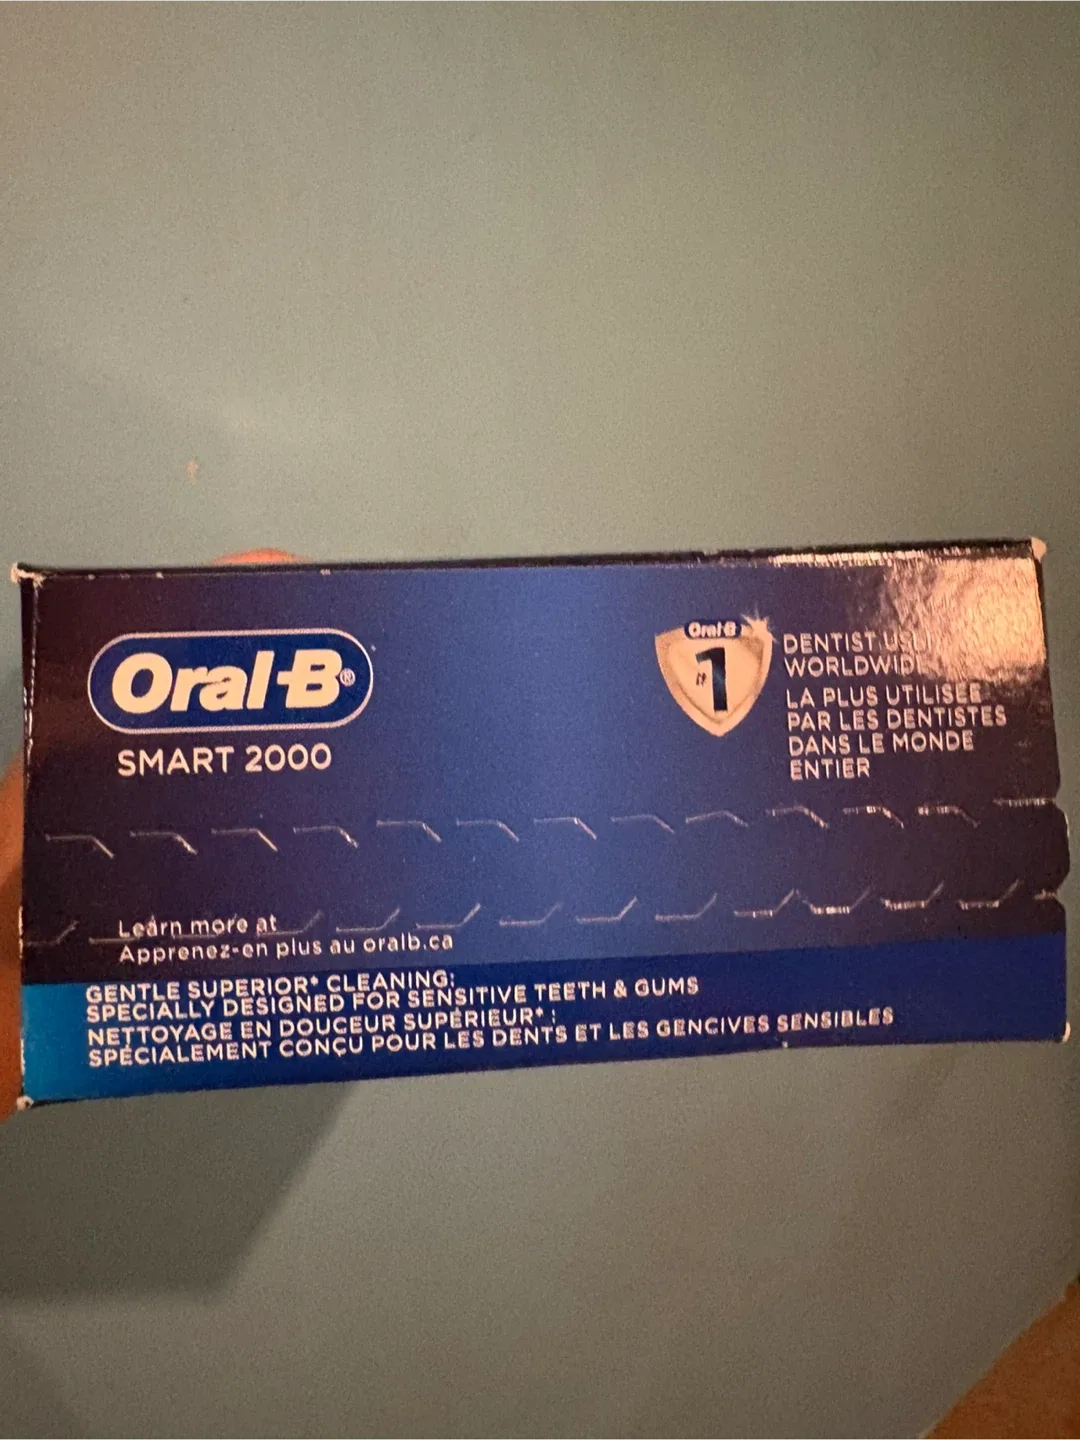 Oral-B®
SMART 2000
Oral-B
#1
DENTIST
WORLDWIDE
LA PLUS UTILISÉE
PAR LES DENTISTES
DANS LE MONDE
ENTIER
Learn more at
Apprenez-en plus au oralb.ca
GENTLE SUPERIOR* CLEANING:
SPECIALLY DESIGNED FOR SENSITIVE TEETH & GUMS
NETTOYAGE EN DOUCEUR SUPÉRIEUR* :
SPÉCIALEMENT CONÇU POUR LES DENTS ET LES GENCIVES SENSIBLES